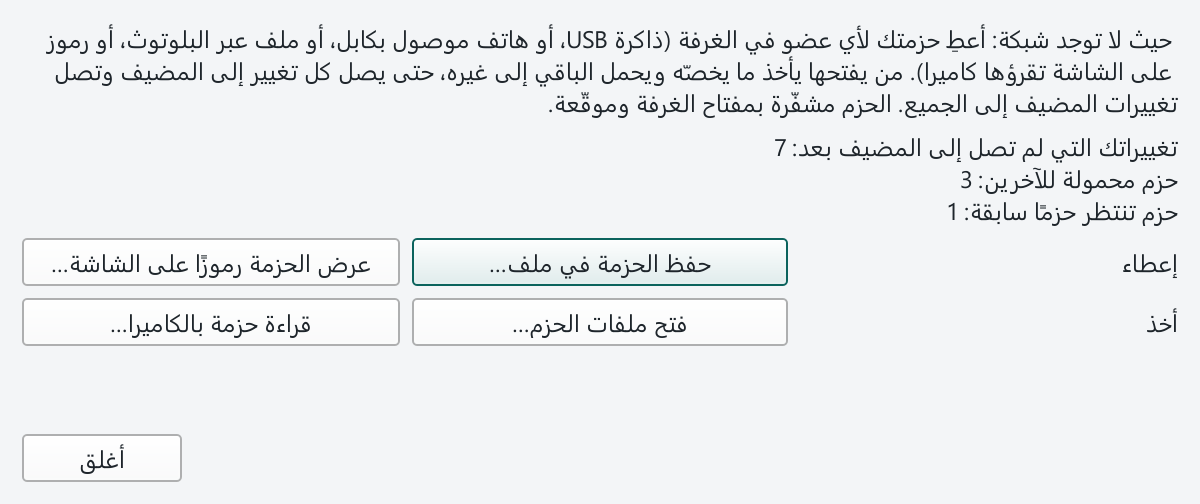 حيث لا توجد شبكة: أعطِ حزمتك لأي عضو في الغرفة (ذاكرة USB، أو هاتف موصول بكابل، أو ملف عبر البلوتوث، أو رموز
على الشاشة تقرؤها كاميرا). من يفتحها يأخذ ما يخصّه ويحمل الباقي إلى غيره، حتى يصل كل تغيير إلى المضيف وتصل
تغييرات المضيف إلى الجميع. الحزم مشفّرة بمفتاح الغرفة وموقّعة.
تغييراتك التي لم تصل إلى المضيف بعد: 7
حزم محمولة للآخرين: 3
حزم تنتظر حزمًا سابقة: 1
إعطاء
حفظ الحزمة في ملف...
عرض الحزمة رموزًا على الشاشة...
أخذ
فتح ملفات الحزم...
قراءة حزمة بالكاميرا...
أغلق